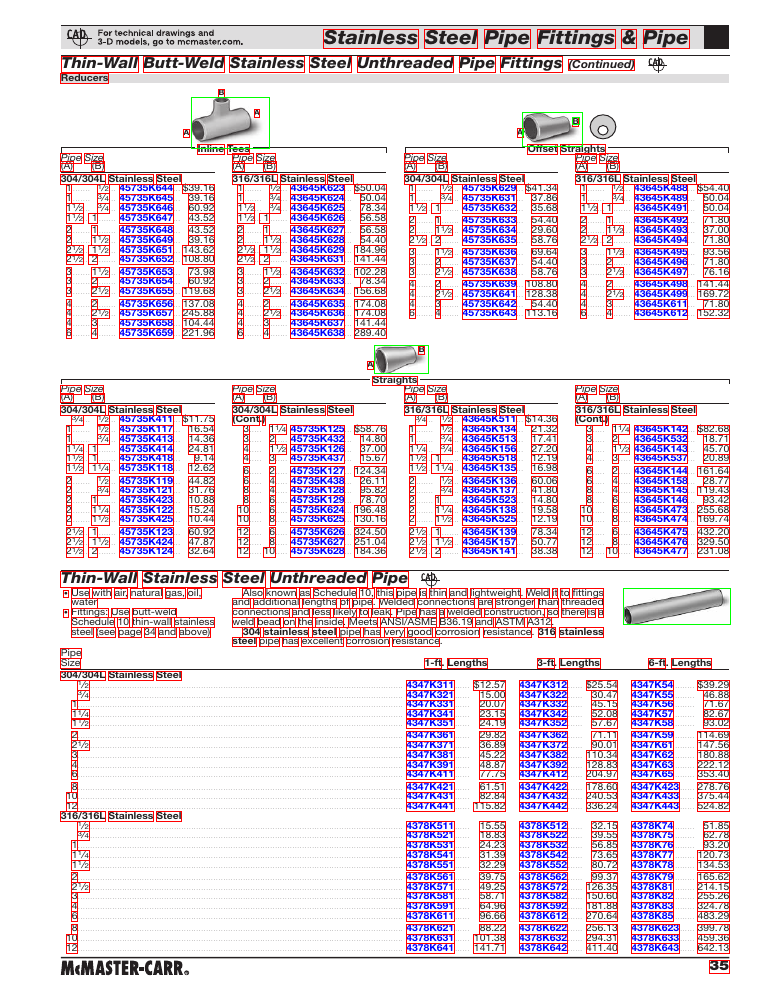 CAD
For technical drawings and
3-D models, go to mcmaster.com.
Stainless Steel Pipe Fittings & Pipe
Thin-Wall Butt-Weld Stainless Steel Unthreaded Pipe Fittings (Continued) CAD
Reducers
B
A
A
Inline Tees
Pipe Size
(A) (B)
304/304L Stainless Steel
1 ½ 45735K644 $39.16
1 ¾ 45735K645 39.16
1½ ¾ 45735K646 60.92
1½ 1 45735K647 43.52
2 1 45735K648 43.52
2 1½ 45735K649 39.16
2½ 1½ 45735K651 143.62
2½ 2 45735K652 108.80
3 1½ 45735K653 73.98
3 2 45735K654 60.92
3 2½ 45735K655 119.68
4 2 45735K656 137.08
4 2½ 45735K657 245.88
4 3 45735K658 104.44
6 4 45735K659 221.96
Pipe Size
(A) (B)
316/316L Stainless Steel
1 ½ 43645K623 $50.04
1 ¾ 43645K624 50.04
1½ ¾ 43645K625 78.34
1½ 1 43645K626 56.58
2 1 43645K627 56.58
2 1½ 43645K628 54.40
2½ 1½ 43645K629 184.96
2½ 2 43645K631 141.44
3 1½ 43645K632 102.28
3 2 43645K633 78.34
3 2½ 43645K634 156.68
4 2 43645K635 174.08
4 2½ 43645K636 174.08
4 3 43645K637 141.44
6 4 43645K638 289.40
A
B
Offset Straights
Pipe Size
(A) (B)
304/304L Stainless Steel
1 ½ 45735K629 $41.34
1 ¾ 45735K631 37.86
1½ 1 45735K632 35.68
2 1 45735K633 54.40
2 1½ 45735K634 29.60
2½ 2 45735K635 58.76
3 1½ 45735K636 69.64
3 2 45735K637 54.40
3 2½ 45735K638 58.76
4 2 45735K639 108.80
4 2½ 45735K641 128.38
4 3 45735K642 54.40
6 4 45735K643 113.16
Pipe Size
(A) (B)
316/316L Stainless Steel
1 ½ 43645K488 $54.40
1 ¾ 43645K489 50.04
1½ 1 43645K491 50.04
2 1 43645K492 71.80
2 1½ 43645K493 37.00
2½ 2 43645K494 71.80
3 1½ 43645K495 93.56
3 2 43645K496 71.80
3 2½ 43645K497 76.16
4 2 43645K498 141.44
4 2½ 43645K499 169.72
4 3 43645K611 71.80
6 4 43645K612 152.32
A
B
Straights
Pipe Size
(A) (B)
304/304L Stainless Steel
¾ ½ 45735K411 $11.75
1 ½ 45735K117 16.54
1 ¾ 45735K413 14.36
1¼ 1 45735K414 24.81
1½ 1 45735K418 9.14
1½ 1¼ 45735K118 12.62
2 ½ 45735K119 44.82
2 ¾ 45735K121 31.76
2 1 45735K423 10.88
2 1¼ 45735K122 15.24
2 1½ 45735K425 10.44
2½ 1 45735K123 60.92
2½ 1½ 45735K427 47.87
2½ 2 45735K124 32.64
Pipe Size
(A) (B)
304/304L Stainless Steel
(Cont.)
3 1¼ 45735K125 $58.76
3 2 45735K432 14.80
4 1½ 45735K126 37.00
4 3 45735K437 15.67
6 2 45735K127 124.34
6 4 45735K438 26.11
8 4 45735K128 95.82
8 6 45735K129 78.70
10 6 45735K624 196.48
10 8 45735K625 130.16
12 6 45735K626 324.50
12 8 45735K627 251.04
12 10 45735K628 184.36
Pipe Size
(A) (B)
316/316L Stainless Steel
¾ ½ 43645K511 $14.36
1 ½ 43645K134 21.32
1 ¾ 43645K513 17.41
1¼ ¾ 43645K156 27.20
1½ 1 43645K518 12.19
1½ 1¼ 43645K135 16.98
2 ½ 43645K136 60.06
2 ¾ 43645K137 41.80
2 1 43645K523 14.80
2 1¼ 43645K138 19.58
2 1½ 43645K525 12.19
2½ 1 43645K139 78.34
2½ 1½ 43645K157 50.77
2½ 2 43645K141 38.38
Pipe Size
(A) (B)
316/316L Stainless Steel
(Cont.)
3 1¼ 43645K142 $82.68
3 2 43645K532 18.71
4 1½ 43645K143 45.70
4 3 43645K537 20.89
6 2 43645K144 161.64
6 4 43645K158 28.77
8 4 43645K145 119.43
8 6 43645K146 93.42
10 6 43645K473 255.68
10 8 43645K474 169.74
12 6 43645K475 432.20
12 8 43645K476 329.50
12 10 43645K477 231.08
Thin-Wall Stainless Steel Unthreaded Pipe CAD
• Use with air, natural gas, oil,
water
• Fittings: Use butt-weld
Schedule 10 thin-wall stainless
steel (see page 34 and above)
Also known as Schedule 10, this pipe is thin and lightweight. Weld it to fittings
and additional lengths of pipe. Welded connections are stronger than threaded
connections and less likely to leak. Pipe has a welded construction, so there is a
weld bead on the inside. Meets ANSI/ASME B36.19 and ASTM A312.
304 stainless steel pipe has very good corrosion resistance. 316 stainless
steel pipe has excellent corrosion resistance.
Pipe
Size 1-ft. Lengths 3-ft. Lengths 6-ft. Lengths
304/304L Stainless Steel
½ 4347K311 $12.57 4347K312 $25.54 4347K54 $39.29
¾ 4347K321 15.00 4347K322 30.47 4347K55 46.88
1 4347K331 20.07 4347K332 45.15 4347K56 71.67
1¼ 4347K341 23.15 4347K342 52.08 4347K57 82.67
1½ 4347K351 24.19 4347K352 57.67 4347K58 93.02
2 4347K361 29.82 4347K362 71.11 4347K59 114.69
2½ 4347K371 36.89 4347K372 90.01 4347K61 147.56
3 4347K381 45.22 4347K382 110.34 4347K62 180.88
4 4347K391 48.87 4347K392 128.83 4347K63 222.12
6 4347K411 77.75 4347K412 204.97 4347K65 353.40
8 4347K421 61.51 4347K422 178.60 4347K423 278.76
10 4347K431 82.84 4347K432 240.53 4347K433 375.44
12 4347K441 115.82 4347K442 336.24 4347K443 524.82
316/316L Stainless Steel
½ 4378K511 15.55 4378K512 32.15 4378K74 51.85
¾ 4378K521 18.83 4378K522 39.55 4378K75 62.78
1 4378K531 24.23 4378K532 56.85 4378K76 93.20
1¼ 4378K541 31.39 4378K542 73.65 4378K77 120.73
1½ 4378K551 32.29 4378K552 80.72 4378K78 134.53
2 4378K561 39.75 4378K562 99.37 4378K79 165.62
2½ 4378K571 49.25 4378K572 126.35 4378K81 214.15
3 4378K581 58.71 4378K582 150.60 4378K82 255.26
4 4378K591 64.96 4378K592 181.88 4378K83 324.78
6 4378K611 96.66 4378K612 270.64 4378K85 483.29
8 4378K621 88.22 4378K622 256.13 4378K623 399.78
10 4378K631 101.38 4378K632 294.31 4378K633 459.36
12 4378K641 141.71 4378K642 411.40 4378K643 642.13
McMASTER-CARR® 35